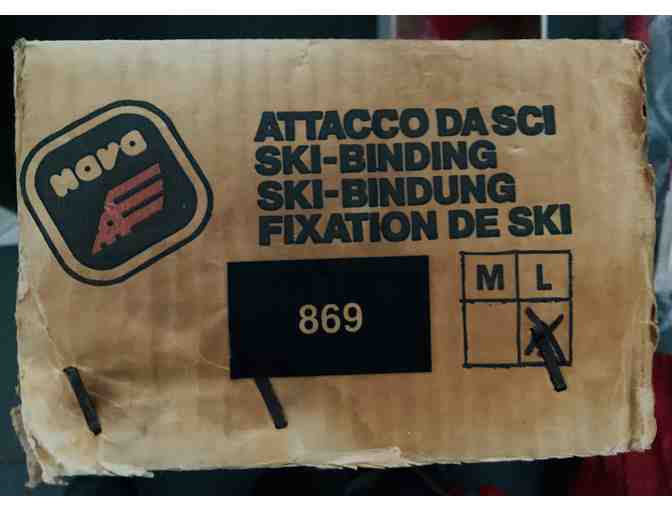 nava
ATTACCO DA SCI
SKI-BINDING
SKI-BINDUNG
FIXATION DE SKI
M L
X
869